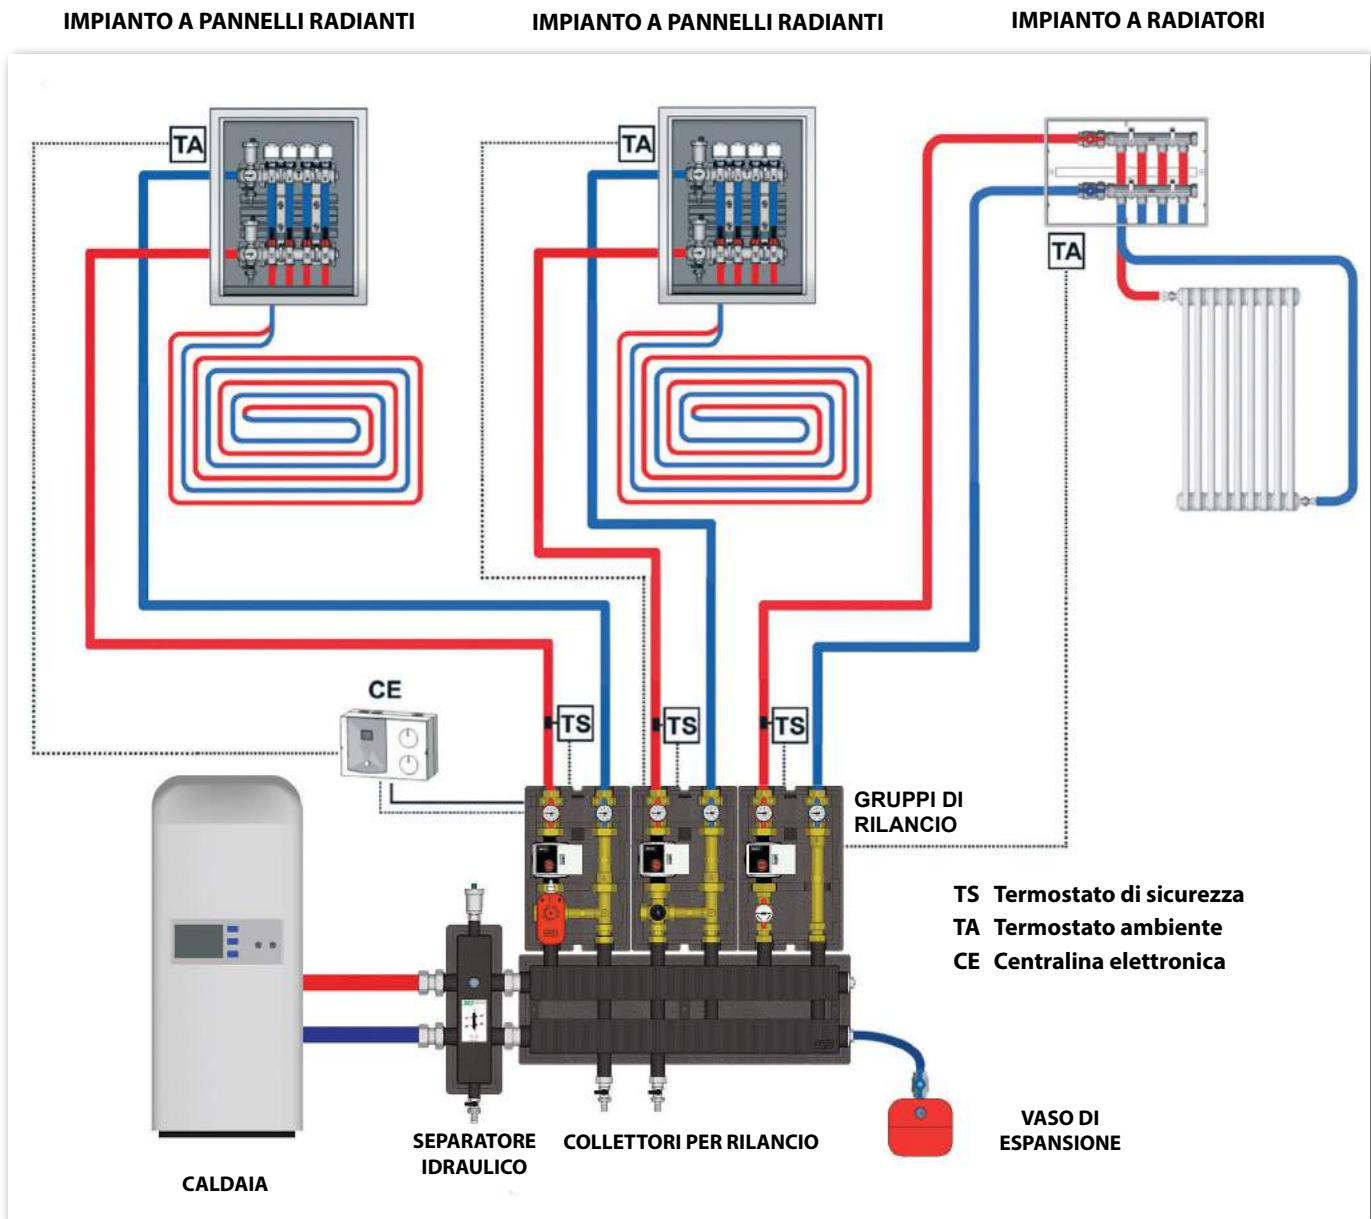 IMPIANTO A PANNELLI RADIANTI
IMPIANTO A PANNELLI RADIANTI
IMPIANTO A RADIATORI
TA
TA
TA
CE
TS
TS
TS
GRUPPI DI
RILANCIO
TS Termostato di sicurezza
TA Termostato ambiente
CE Centralina elettronica
SEPARATORE
IDRAULICO
COLLETTORI PER RILANCIO
VASO DI
ESPANSIONE
CALDAIA